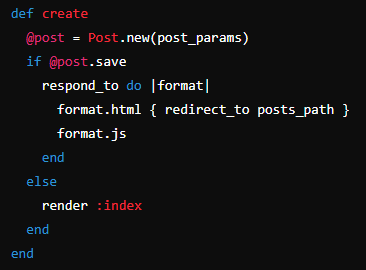 def create
  @post = Post.new(post_params)
  if @post.save
    respond_to do |format|
      format.html { redirect_to posts_path }
      format.js
    end
  else
    render :index
  end
end